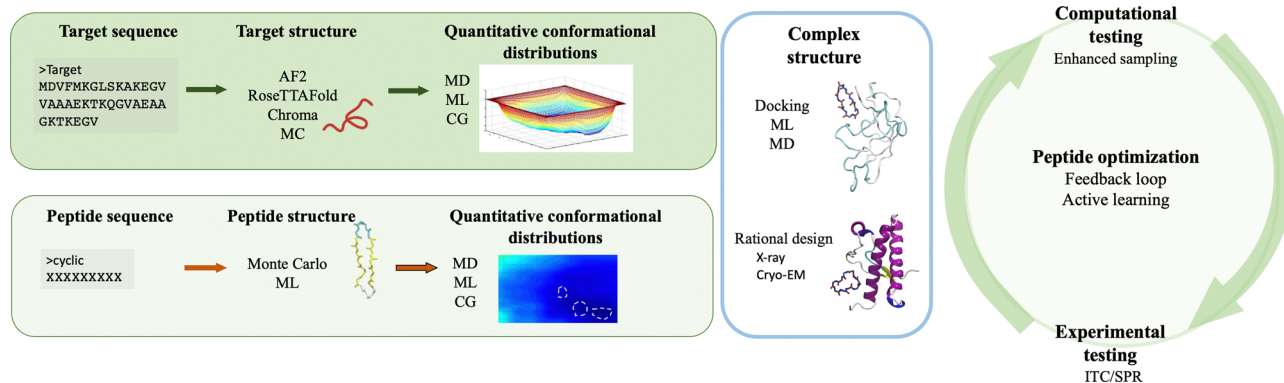 Target sequence
>Target
MDVFMKGLSKAKEGV
VAAAEKTKQGVAEAA
GKTKEGV
Target structure
AF2
RoseTTAFold
Chroma
MC
Quantitative conformational
distributions
MD
ML
CG
Peptide sequence
>cyclic
XXXXXXXXX
Peptide structure
Monte Carlo
ML
Quantitative conformational
distributions
MD
ML
CG
Complex
structure
Docking
ML
MD
Rational design
X-ray
Cryo-EM
Computational
testing
Enhanced sampling
Peptide optimization
Feedback loop
Active learning
Experimental
testing
ITC/SPR